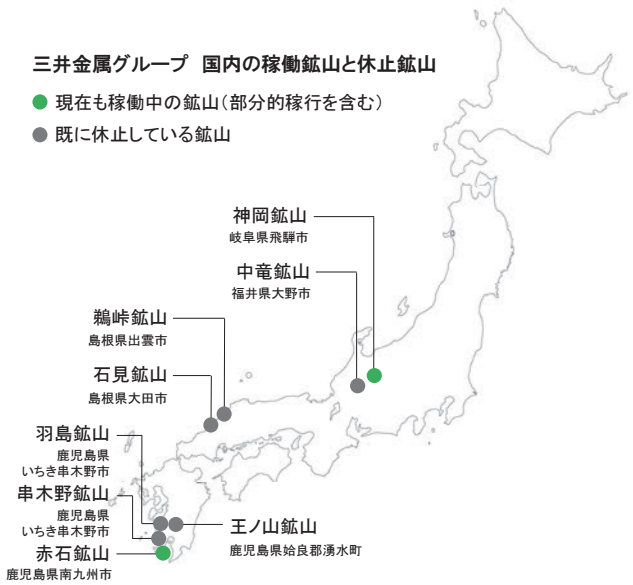 三井金属グループ 国内の稼働鉱山と休止鉱山
現在も稼働中の鉱山（部分的稼行を含む）
既に休止している鉱山
神岡鉱山
岐阜県飛騨市
中竜鉱山
福井県大野市
鵜峠鉱山
島根県出雲市
石見鉱山
島根県大田市
羽島鉱山
鹿児島県
いちき串木野市
串木野鉱山
鹿児島県
いちき串木野市
王ノ山鉱山
鹿児島県姶良郡湧水町
赤石鉱山
鹿児島県南九州市